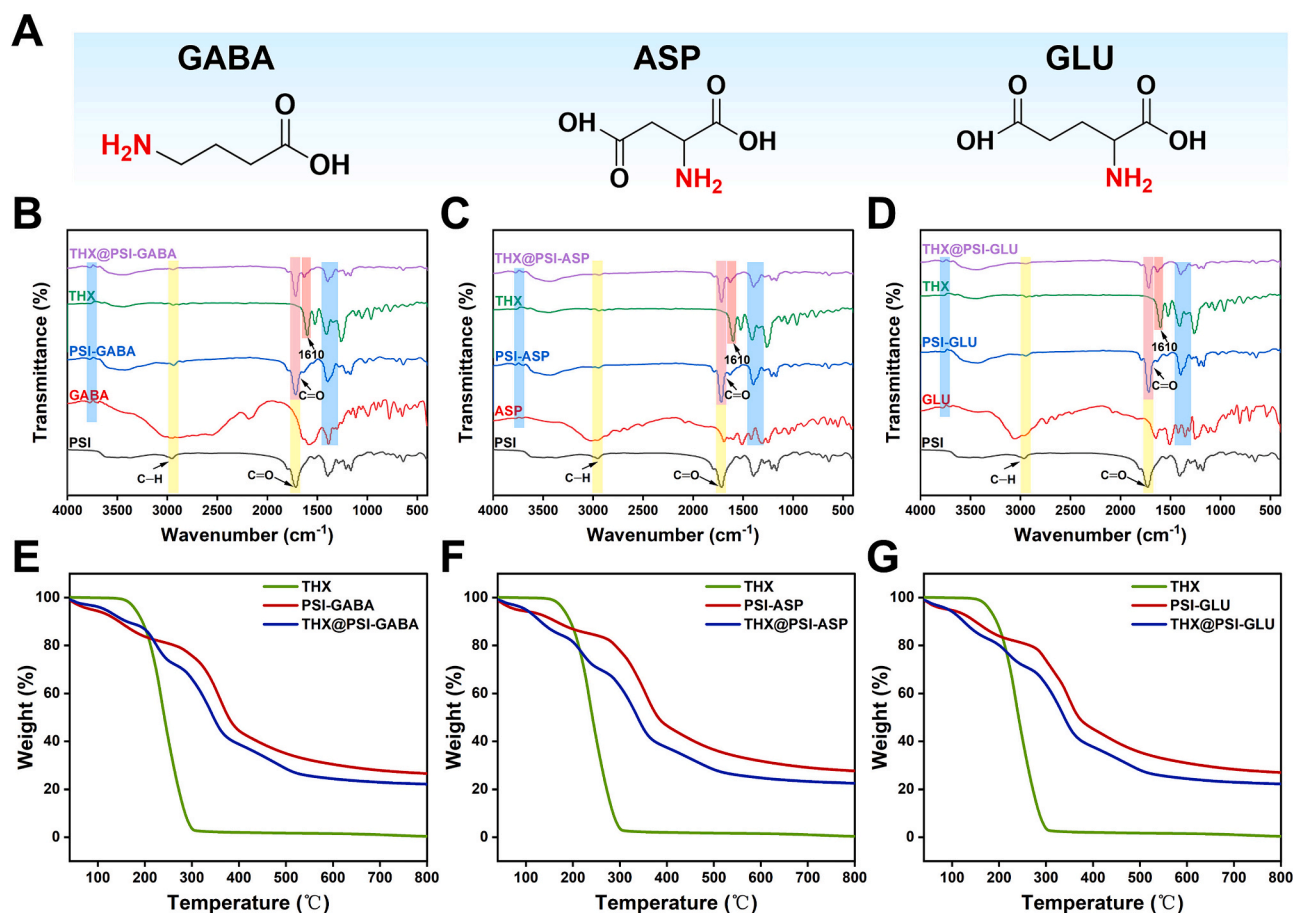 A
GABA
ASP
GLU
H₂N
O
OH
OH
O
O
OH
NH₂
O
OH
O
OH
NH₂
B
THX@PSI-GABA
THX
1610
PSI-GABA
C=O
GABA
PSI
C-H
C=O
4000 3500 3000 2500 2000 1500 1000 500
Wavenumber (cm⁻¹)
Transmittance (%)
C
THX@PSI-ASP
THX
1610
PSI-ASP
C=O
ASP
PSI
C-H
C=O
4000 3500 3000 2500 2000 1500 1000 500
Wavenumber (cm⁻¹)
Transmittance (%)
D
THX@PSI-GLU
THX
1610
PSI-GLU
C=O
GLU
PSI
C-H
C=O
4000 3500 3000 2500 2000 1500 1000 500
Wavenumber (cm⁻¹)
Transmittance (%)
E
THX
PSI-GABA
THX@PSI-GABA
100
80
60
40
20
0
100 200 300 400 500 600 700 800
Temperature (℃)
Weight (%)
F
THX
PSI-ASP
THX@PSI-ASP
100
80
60
40
20
0
100 200 300 400 500 600 700 800
Temperature (℃)
Weight (%)
G
THX
PSI-GLU
THX@PSI-GLU
100
80
60
40
20
0
100 200 300 400 500 600 700 800
Temperature (℃)
Weight (%)